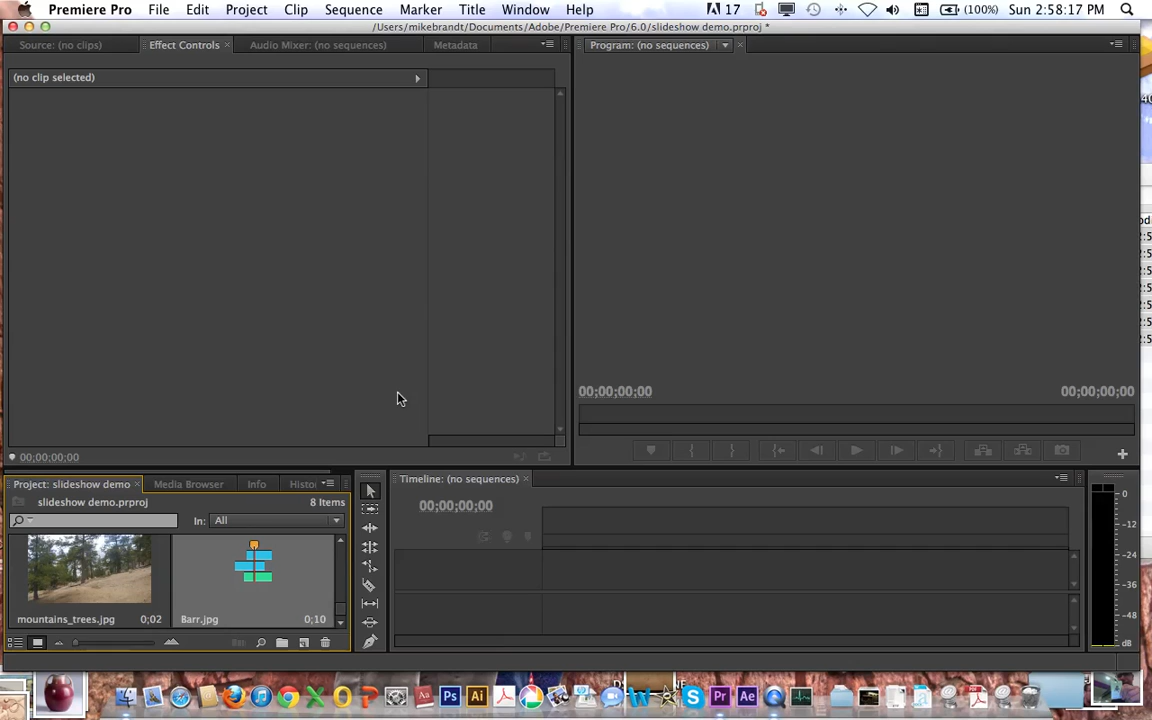 Premiere Pro File Edit Project Clip Sequence Marker Title Window Help 17 (100%) Sun 2:58:17 PM
/Users/mikebrandt/Documents/Adobe/Premiere Pro/6.0/slideshow demo.prproj *
Source: (no clips) Effect Controls × Audio Mixer: (no sequences) Metadata Program: (no sequences) ×
(no clip selected)
00;00;00;00 00;00;00;00
00;00;00;00
Project: slideshow demo × Media Browser Info Histo Timeline: (no sequences) ×
slideshow demo.prproj 8 Items 00;00;00;00
In: All
mountains_trees.jpg 0;02 Barr.jpg 0;10
0
-12
-24
-36
-48
dB
Ps Ai W S Pr Ae